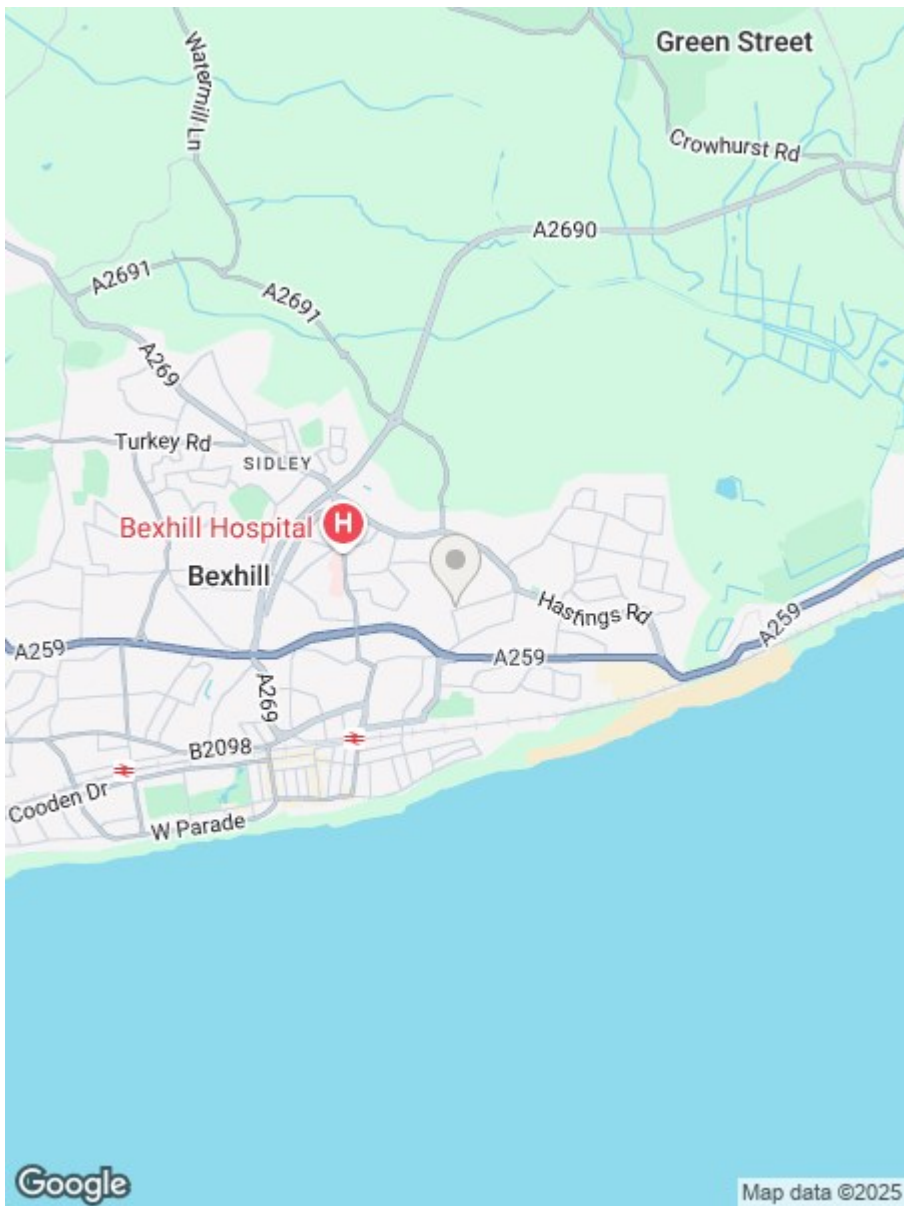 Green Street
Watermill Ln
Crowhurst Rd
A2690
A2691
A2691
A269
Turkey Rd
SIDLEY
Bexhill Hospital
H
Bexhill
Hastings Rd
A259
A259
A259
A269
B2098
Cooden Dr
W Parade
Google
Map data ©2025